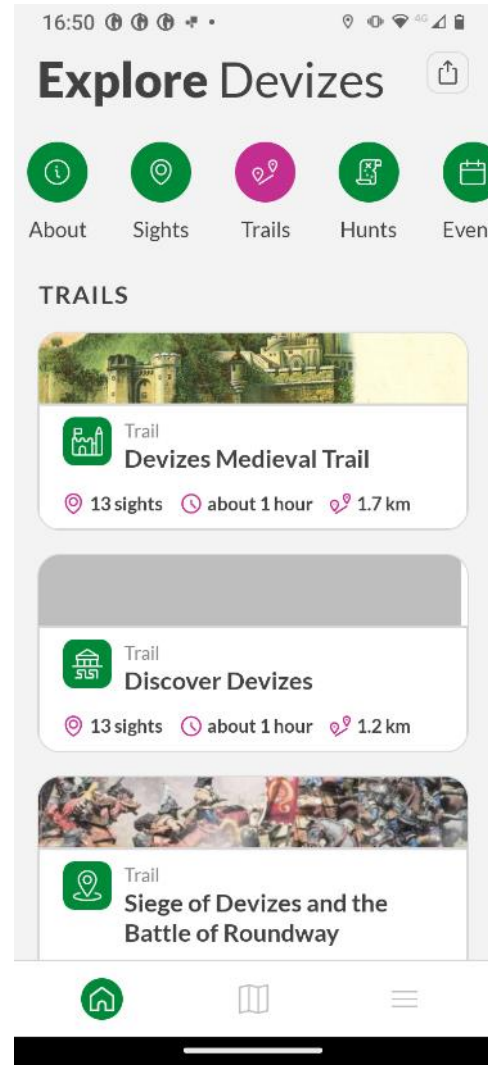 16:50
4G
Explore Devizes
About Sights Trails Hunts Even
TRAILS
Trail
Devizes Medieval Trail
13 sights about 1 hour 1.7 km
Trail
Discover Devizes
13 sights about 1 hour 1.2 km
Trail
Siege of Devizes and the
Battle of Roundway